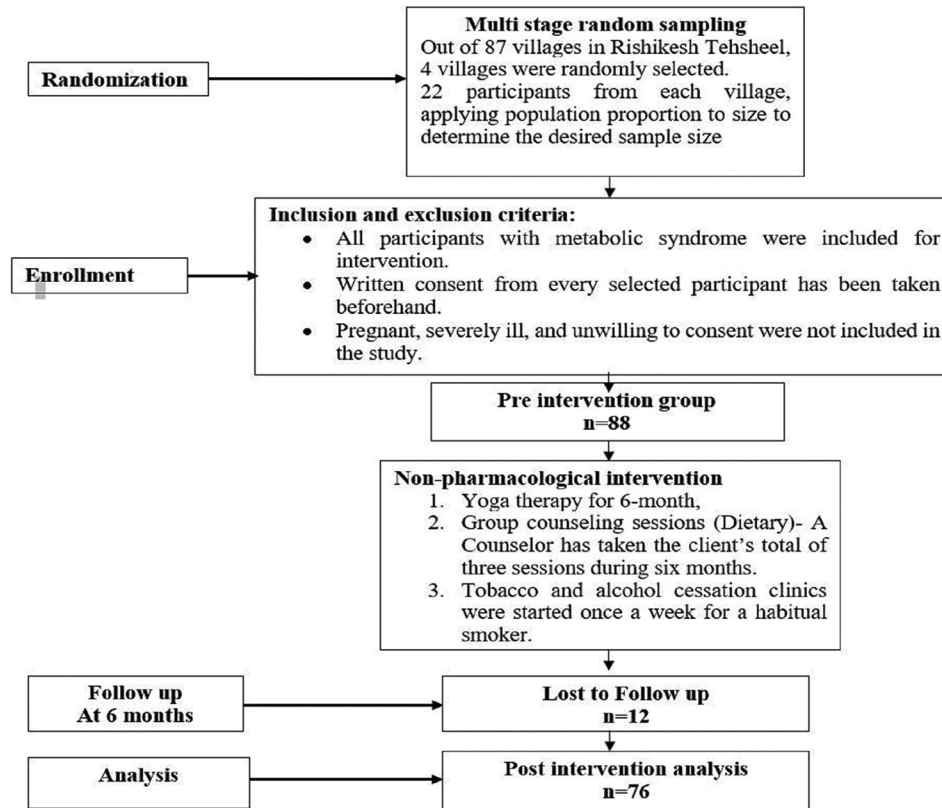 Multi stage random sampling
Out of 87 villages in Rishikesh Tehsheel,
4 villages were randomly selected.
22 participants from each village,
applying population proportion to size to
determine the desired sample size
Randomization
Inclusion and exclusion criteria:
• All participants with metabolic syndrome were included for
intervention.
• Written consent from every selected participant has been taken
beforehand.
• Pregnant, severely ill, and unwilling to consent were not included in
the study.
Enrollment
Pre intervention group
n=88
Non-pharmacological intervention
1. Yoga therapy for 6-month,
2. Group counseling sessions (Dietary)- A
Counselor has taken the client's total of
three sessions during six months.
3. Tobacco and alcohol cessation clinics
were started once a week for a habitual
smoker.
Follow up
At 6 months
Lost to Follow up
n=12
Analysis
Post intervention analysis
n=76